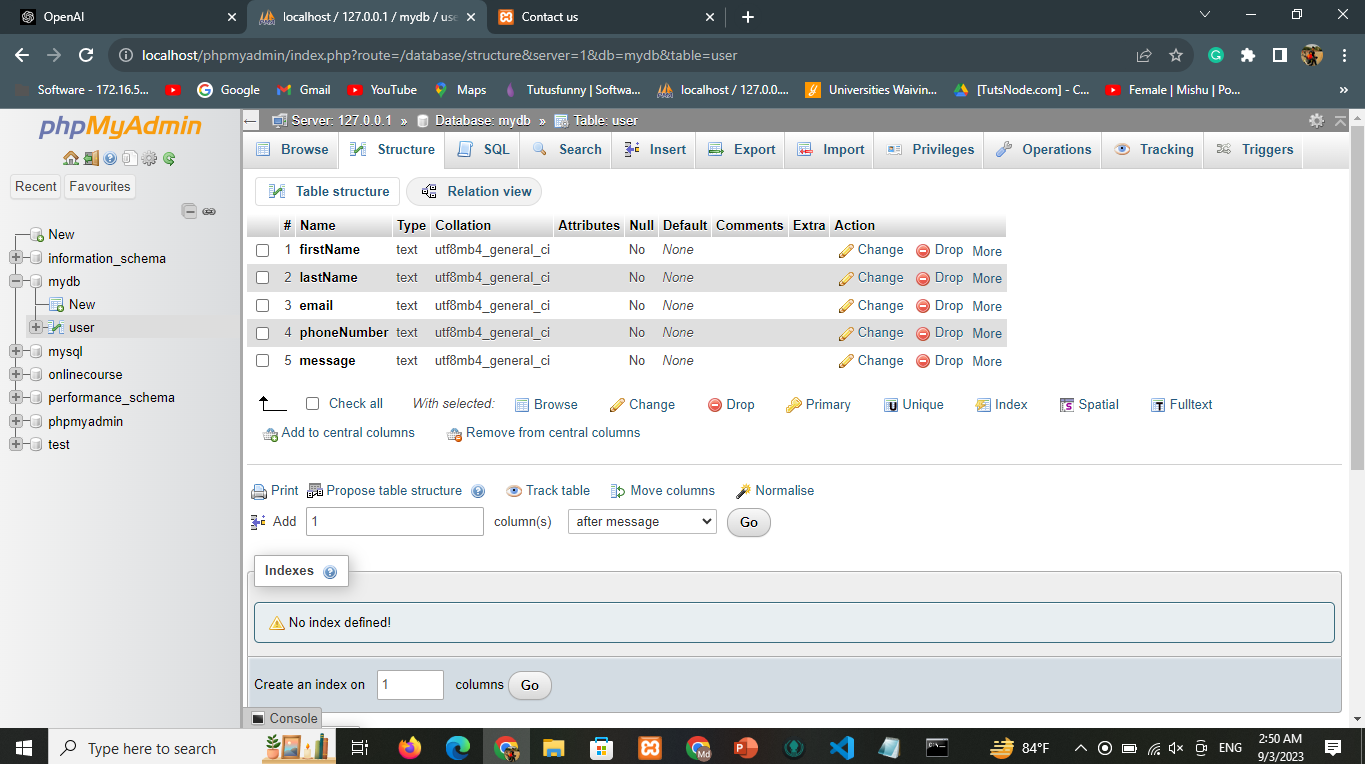 OpenAI
localhost / 127.0.0.1 / mydb / use
Contact us
localhost/phpmyadmin/index.php?route=/database/structure&server=1&db=mydb&table=user
Software - 172.16.5... Google Gmail YouTube Maps Tutusfunny | Softwa... localhost / 127.0.0... Universities Waivin... [TutsNode.com] - C... Female | Mishu | Po... »
phpMyAdmin
Recent Favourites
New
information_schema
mydb
New
user
mysql
onlinecourse
performance_schema
phpmyadmin
test
Server: 127.0.0.1 » Database: mydb » Table: user
Browse Structure SQL Search Insert Export Import Privileges Operations Tracking Triggers
Table structure Relation view
# Name Type Collation Attributes Null Default Comments Extra Action
1 firstName text utf8mb4_general_ci No None Change Drop More
2 lastName text utf8mb4_general_ci No None Change Drop More
3 email text utf8mb4_general_ci No None Change Drop More
4 phoneNumber text utf8mb4_general_ci No None Change Drop More
5 message text utf8mb4_general_ci No None Change Drop More
Check all With selected: Browse Change Drop Primary Unique Index Spatial Fulltext
Add to central columns Remove from central columns
Print Propose table structure Track table Move columns Normalise
Add 1 column(s) after message Go
Indexes
No index defined!
Create an index on 1 columns Go
Console
Type here to search
84°F
ENG
2:50 AM
9/3/2023